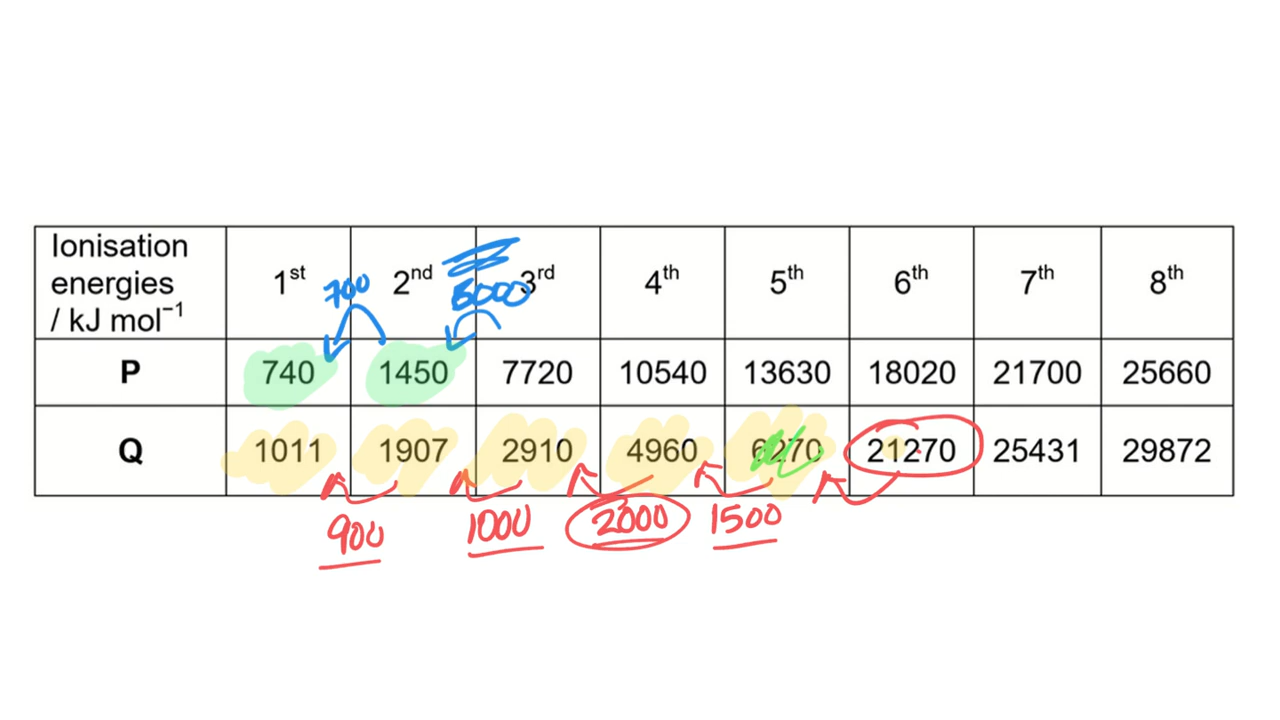 Ionisation energies / kJ mol⁻¹ 1st 2nd 3rd 4th 5th 6th 7th 8th
700 5000
P 740 1450 7720 10540 13630 18020 21700 25660
Q 1011 1907 2910 4960 6270 21270 25431 29872
900 1000 2000 1500